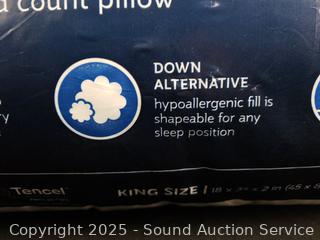 count pillow
DOWN
ALTERNATIVE
hypoallergenic fill is
shapeable for any
sleep position
Tencel
KING SIZE | 18 x
Copyright 2025 - Sound Auction Service